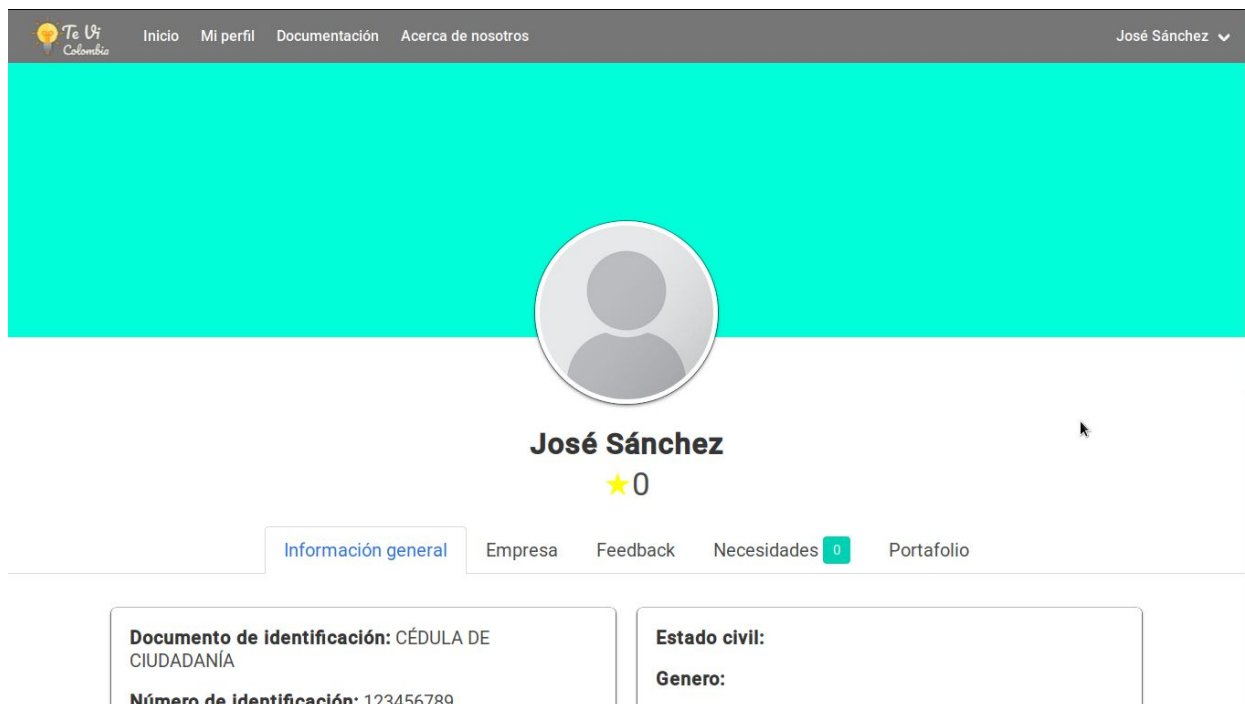 Te Vi
Colombia
Inicio Mi perfil Documentación Acerca de nosotros José Sánchez
José Sánchez
★0
Información general Empresa Feedback Necesidades 0 Portafolio
Documento de identificación: CÉDULA DE
CIUDADANÍA
Número de identificación: 123456789
Estado civil:
Genero: